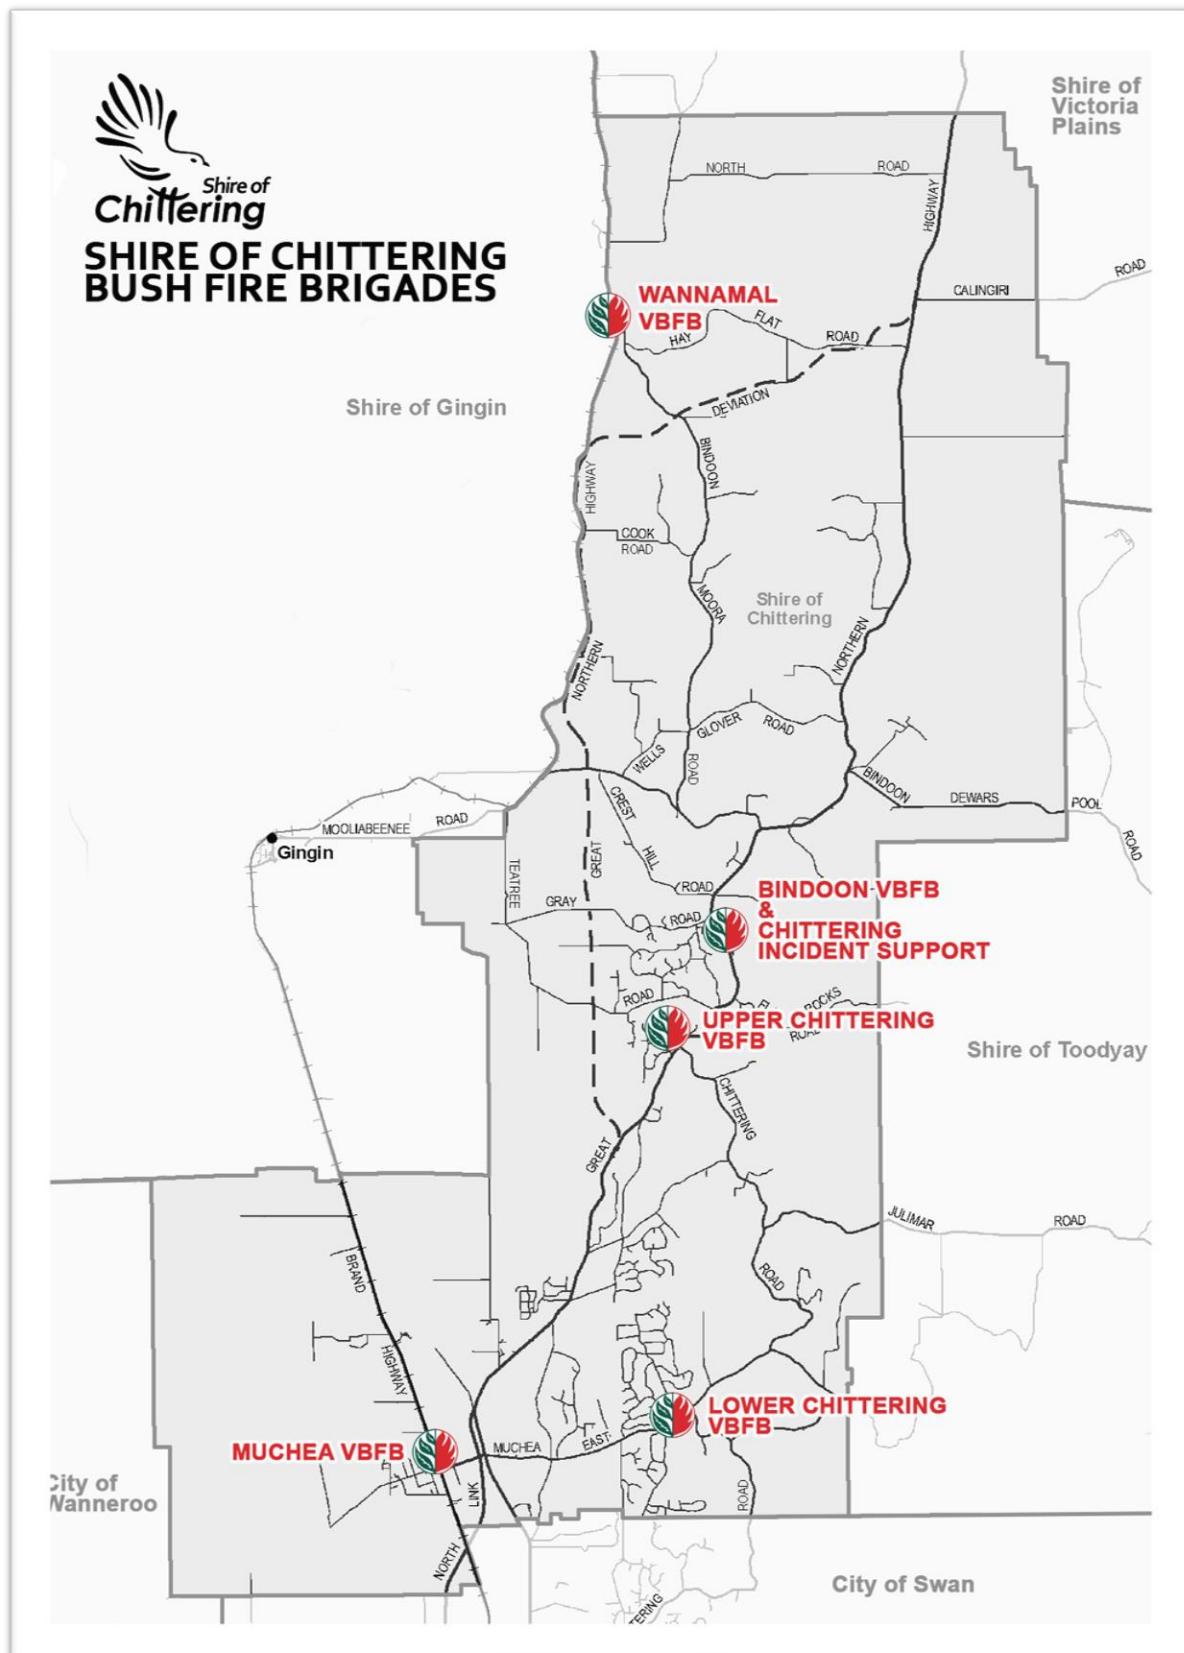 Shire of
Chittering
SHIRE OF CHITTERING
BUSH FIRE BRIGADES
Shire of
Victoria
Plains
NORTH ROAD
HIGHWAY
ROAD
CALINGIRI
WANNAMAL
VBFB
HAY FLAT ROAD
DEVIATION
Shire of Gingin
BINDOON
HIGHWAY
COOK
ROAD
MOORA
Shire of
Chittering
NORTHERN
NORTHERN
GLOVER ROAD
WELLS
ROAD
BINDOON
DEWARS
POOL
ROAD
CREST
HILL
ROAD
MOOLIABEENEE ROAD
Gingin
GREAT
TEATREE
GRAY
ROAD
BINDOON VBFB
&
CHITTERING
INCIDENT SUPPORT
ROAD
UPPER CHITTERING
VBFB
Shire of Toodyay
CHITTERING
GREAT
JULIMAR ROAD
ROAD
BRAND
HIGHWAY
LOWER CHITTERING
VBFB
MUCHEA VBFB
MUCHEA
EAST
LINK
ROAD
City of
Wanneroo
NORTH
City of Swan